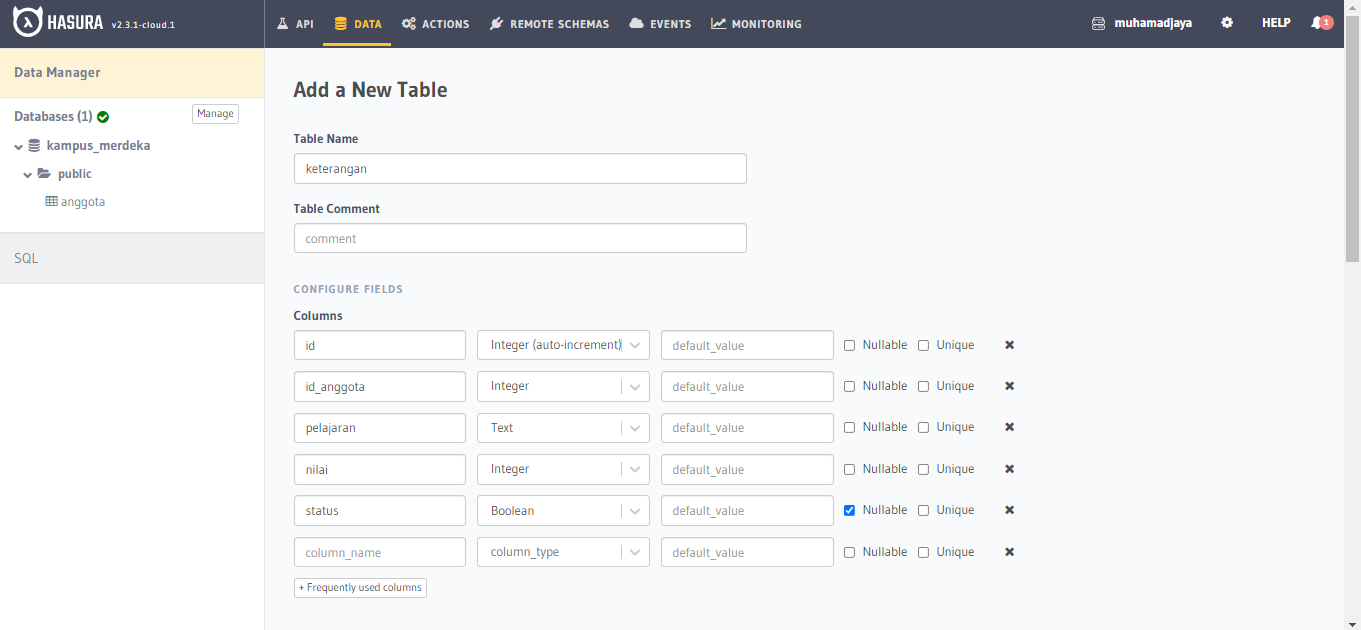 HASURA v2.3.1-cloud.1 API DATA ACTIONS REMOTE SCHEMAS EVENTS MONITORING muhamadjaya HELP 1
Data Manager
Databases (1) Manage
kampus_merdeka
public
anggota
SQL
Add a New Table
Table Name
keterangan
Table Comment
comment
CONFIGURE FIELDS
Columns
id Integer (auto-increment) default_value Nullable Unique
id_anggota Integer default_value Nullable Unique
pelajaran Text default_value Nullable Unique
nilai Integer default_value Nullable Unique
status Boolean default_value Nullable Unique
column_name column_type default_value Nullable Unique
+ Frequently used columns